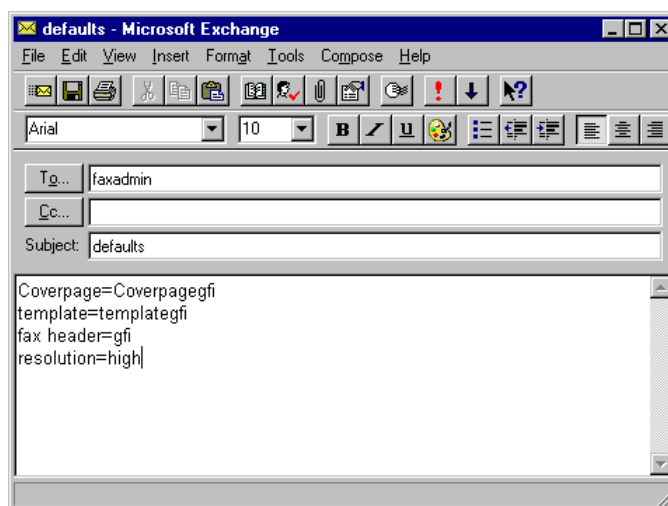 defaults - Microsoft Exchange
File Edit View Insert Format Tools Compose Help
Arial 10 B I U
To... faxadmin
Cc...
Subject: defaults
Coverpage=Coverpagegfi
template=templategfi
fax header=gfi
resolution=high